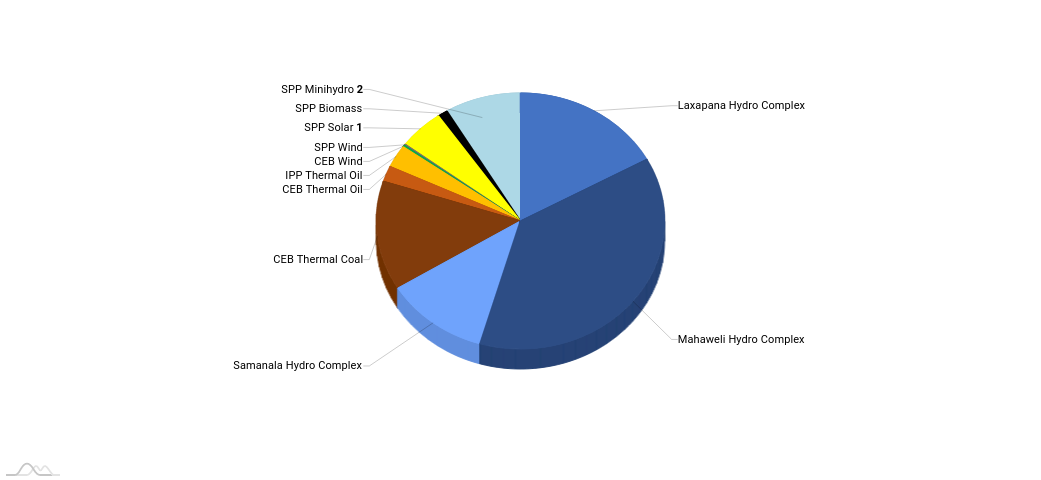 SPP Minihydro 2
SPP Biomass
SPP Solar 1
SPP Wind
CEB Wind
IPP Thermal Oil
CEB Thermal Oil
CEB Thermal Coal
Samanala Hydro Complex
Laxapana Hydro Complex
Mahaweli Hydro Complex